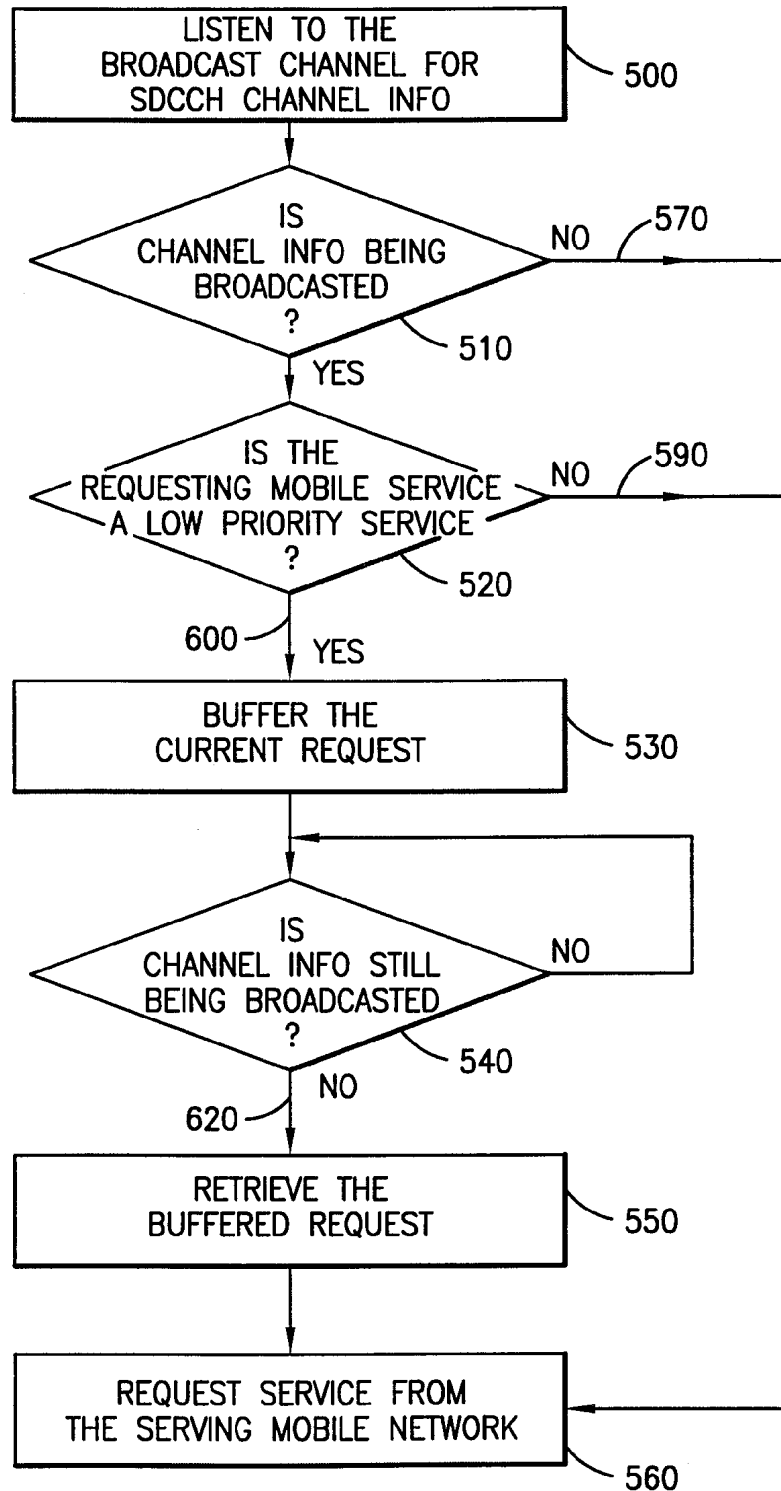 LISTEN TO THE
BROADCAST CHANNEL FOR
SDCCH CHANNEL INFO
500
IS
CHANNEL INFO BEING
BROADCASTED
?
NO
570
510
YES
IS THE
REQUESTING MOBILE SERVICE
A LOW PRIORITY SERVICE
?
NO
590
520
600
YES
BUFFER THE
CURRENT REQUEST
530
IS
CHANNEL INFO STILL
BEING BROADCASTED
?
NO
540
620
NO
RETRIEVE THE
BUFFERED REQUEST
550
REQUEST SERVICE FROM
THE SERVING MOBILE NETWORK
560